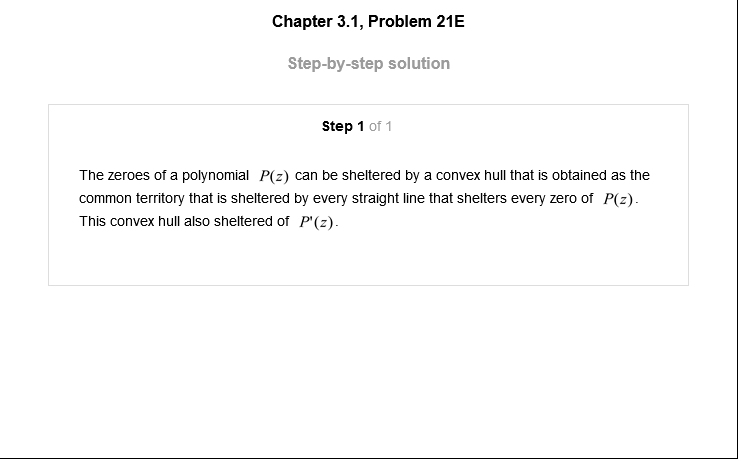 Chapter 3.1, Problem 21E
Step-by-step solution
Step 1 of 1
The zeroes of a polynomial P(z) can be sheltered by a convex hull that is obtained as the
common territory that is sheltered by every straight line that shelters every zero of P(z).
This convex hull also sheltered of P'(z).